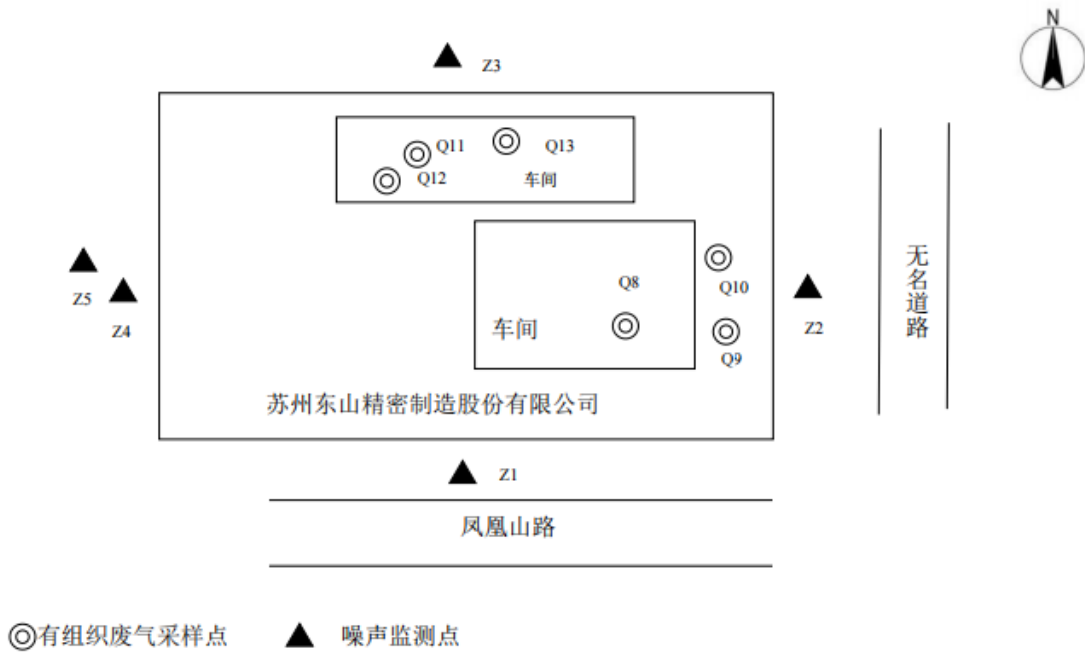 N
Z3
Q11
Q13
Q12
车间
Q8
Q10
Z5
Z4
车间
Q9
Z2
无名道路
苏州东山精密制造股份有限公司
Z1
凤凰山路
有组织废气采样点
噪声监测点